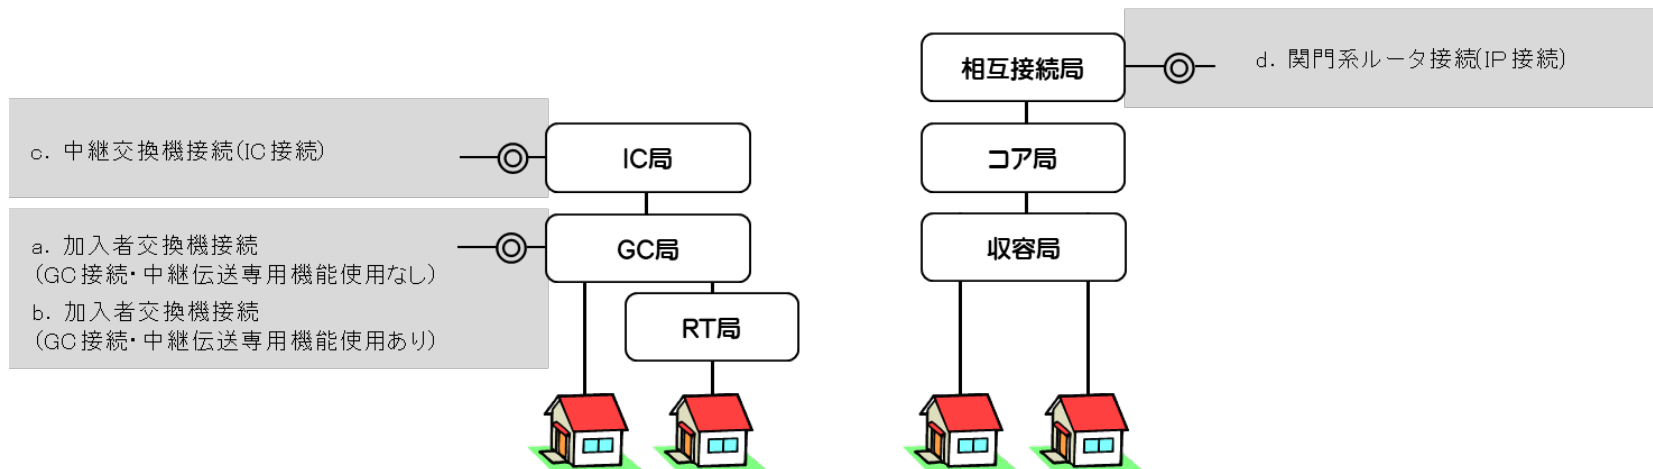 相互接続局
d. 関門系ルータ接続(IP接続)
c. 中継交換機接続(IC接続)
IC局
コア局
a. 加入者交換機接続
(GC接続・中継伝送専用機能使用なし)
b. 加入者交換機接続
(GC接続・中継伝送専用機能使用あり)
GC局
収容局
RT局